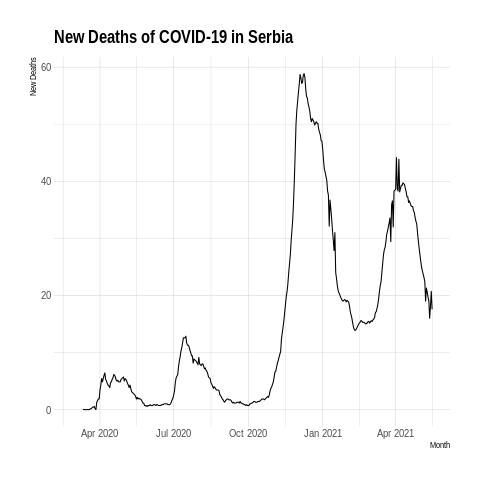 New Deaths of COVID-19 in Serbia
New Deaths
60
40
20
0
Apr 2020 Jul 2020 Oct 2020 Jan 2021 Apr 2021
Month